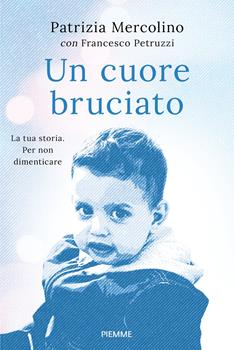 Patrizia Mercolino
con Francesco Petruzzi
Un cuore
bruciato
La tua storia.
Per non
dimenticare
PIEMME